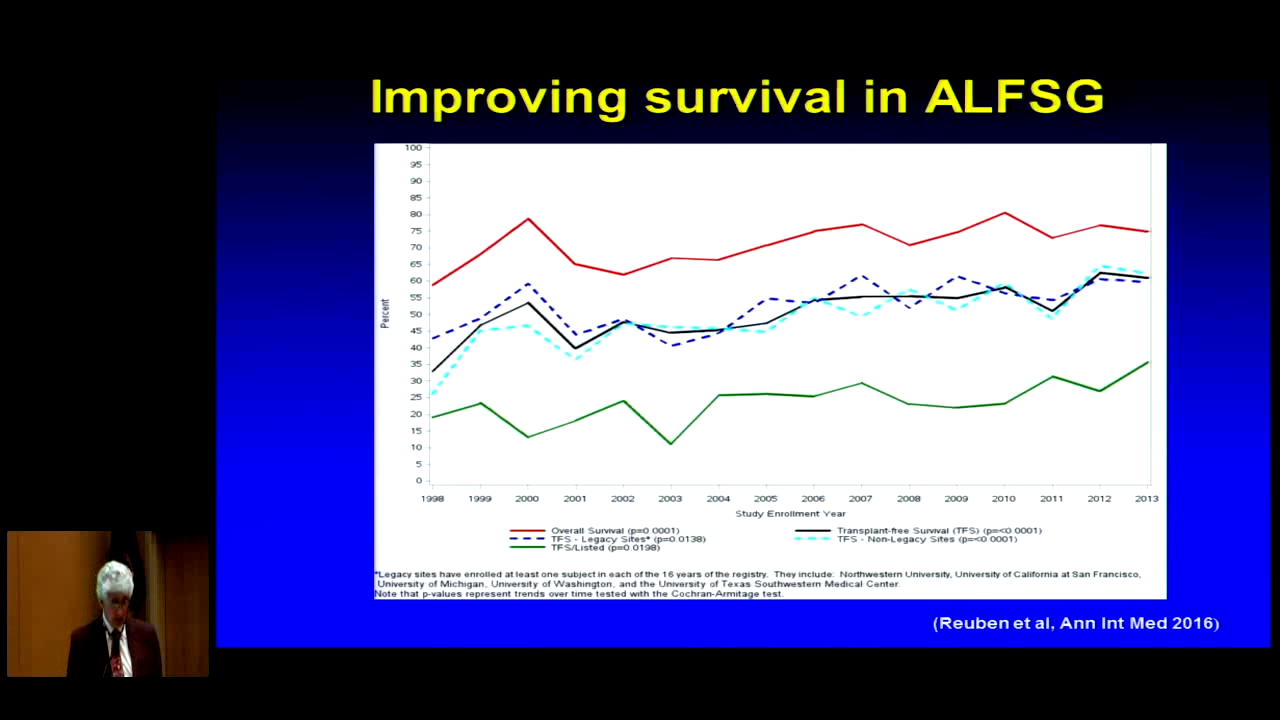 Improving survival in ALFSG
100
95
90
85
80
75
70
65
60
55
50
45
40
35
30
25
20
15
10
5
0
Percent
1998 1999 2000 2001 2002 2003 2004 2005 2006 2007 2008 2009 2010 2011 2012 2013
Study Enrollment Year
Overall Survival (p=0.0001) Transplant-free Survival (TFS) (p=<0.0001)
TFS - Legacy Sites* (p=0.0138) TFS - Non-Legacy Sites (p=<0.0001)
TFS/Listed (p=0.0198)
*Legacy sites have enrolled at least one subject in each of the 16 years of the registry. They include: Northwestern University, University of California at San Francisco,
University of Michigan, University of Washington, and the University of Texas Southwestern Medical Center.
Note that p-values represent trends over time tested with the Cochran-Armitage test.
(Reuben et al, Ann Int Med 2016)